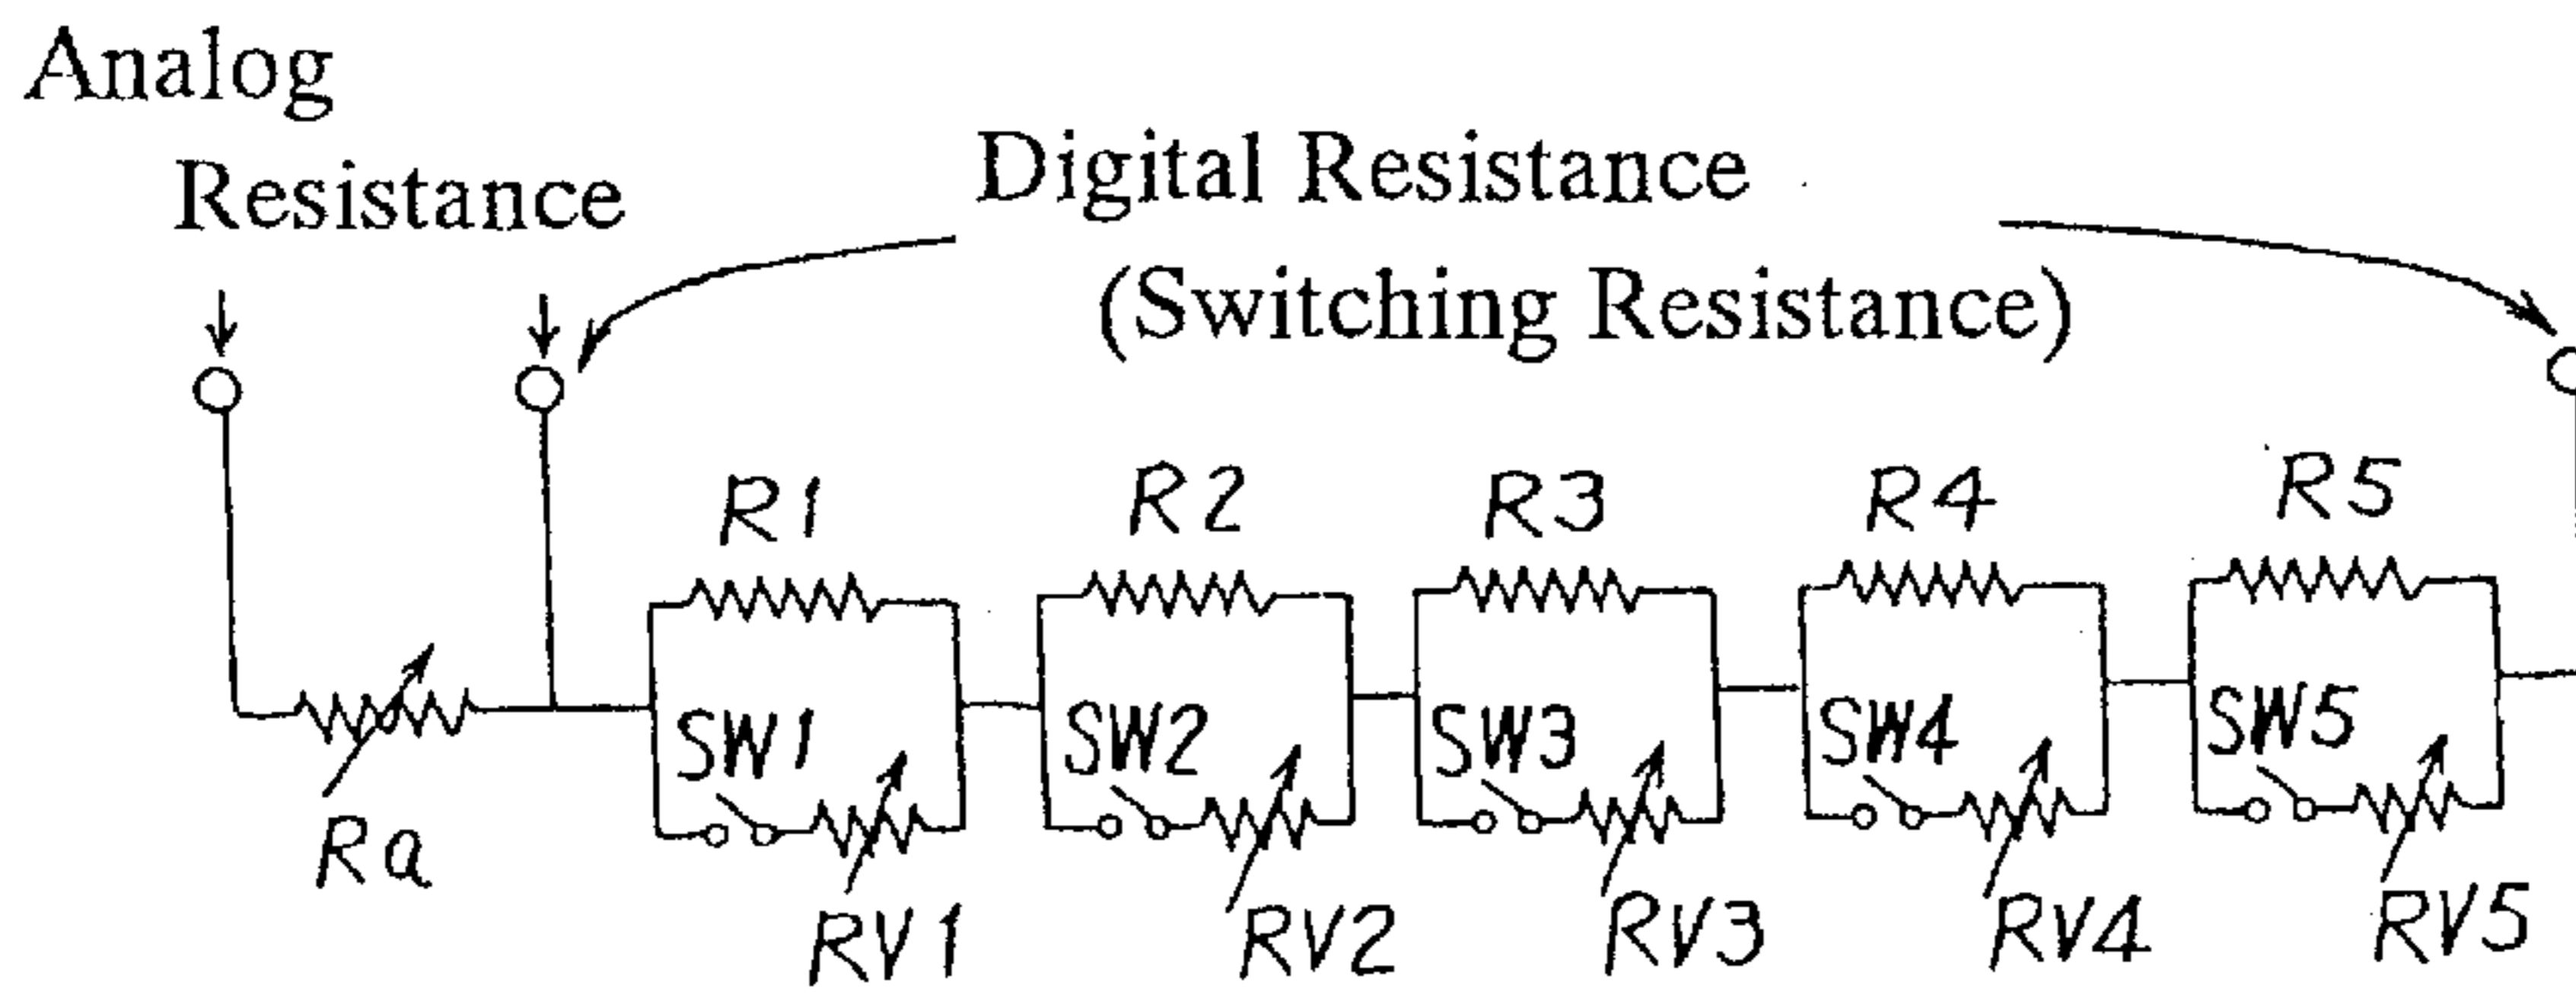 Analog
Resistance
Digital Resistance
(Switching Resistance)
R1 R2 R3 R4 R5
SW1 SW2 SW3 SW4 SW5
Ra
RV1 RV2 RV3 RV4 RV5